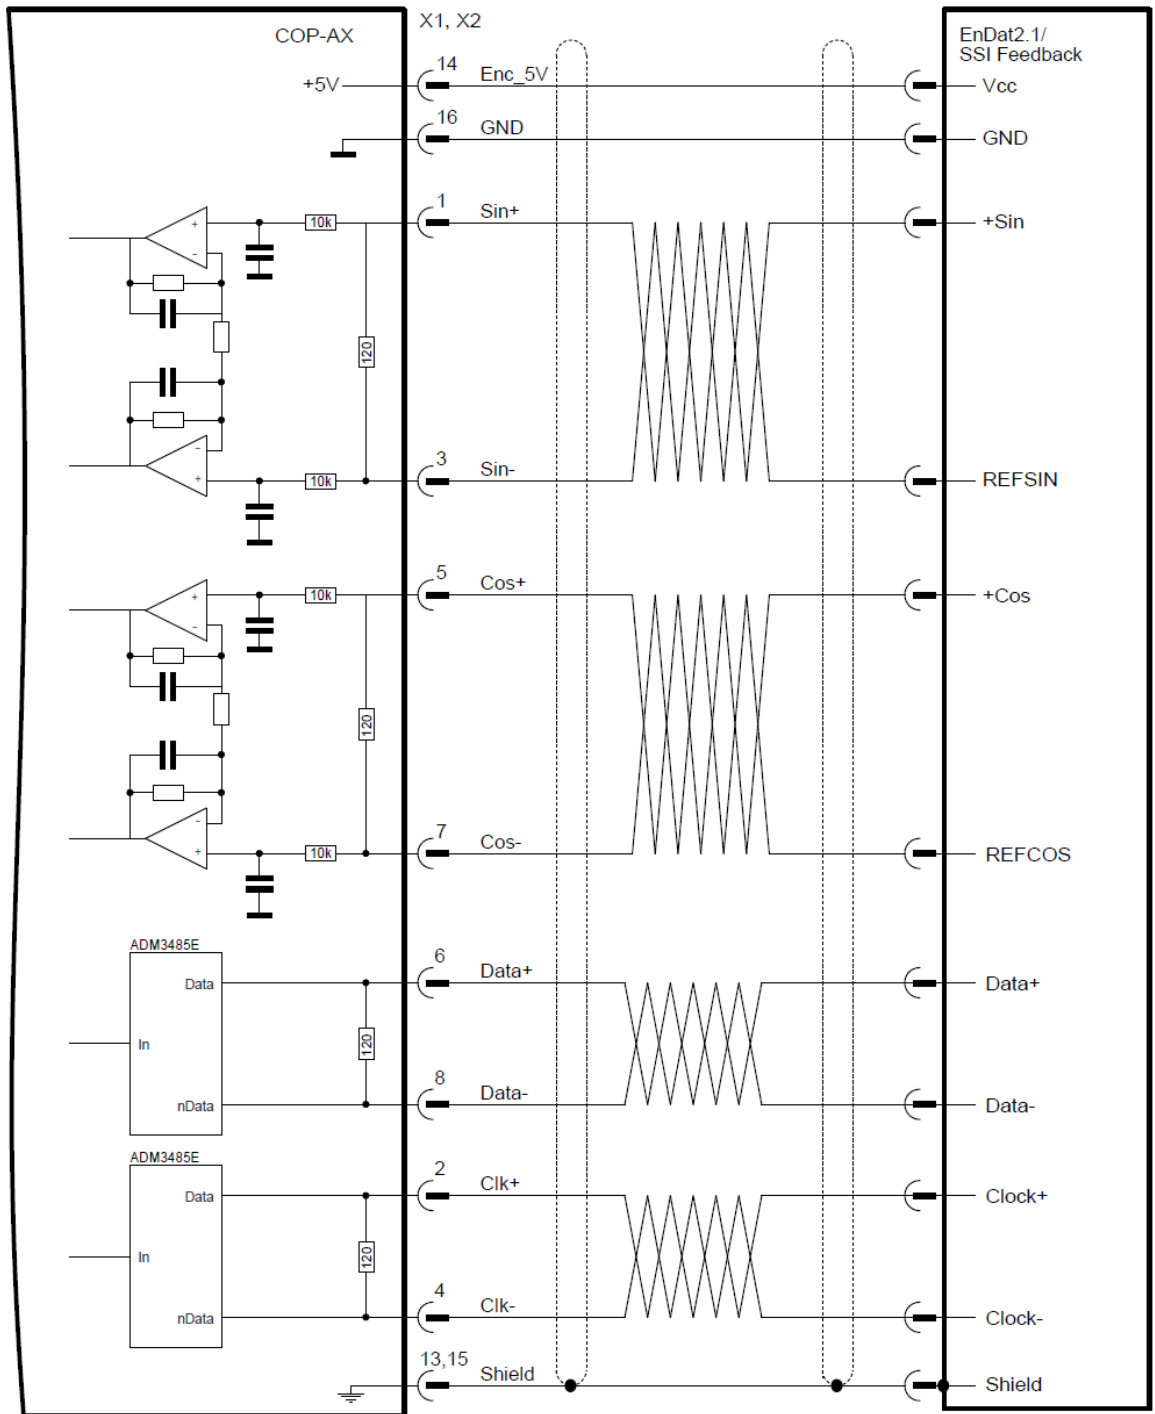 COP-AX
X1, X2
EnDat2.1/
SSI Feedback
+5V
14
Enc_5V
Vcc
16
GND
GND
1
Sin+
+Sin
+
-
10k
120
-
+
10k
3
Sin-
REFSIN
5
Cos+
+Cos
+
-
10k
120
-
+
10k
7
Cos-
REFCOS
ADM3485E
Data
In
nData
120
6
Data+
Data+
8
Data-
Data-
ADM3485E
Data
In
nData
120
2
Clk+
Clock+
4
Clk-
Clock-
13,15
Shield
Shield